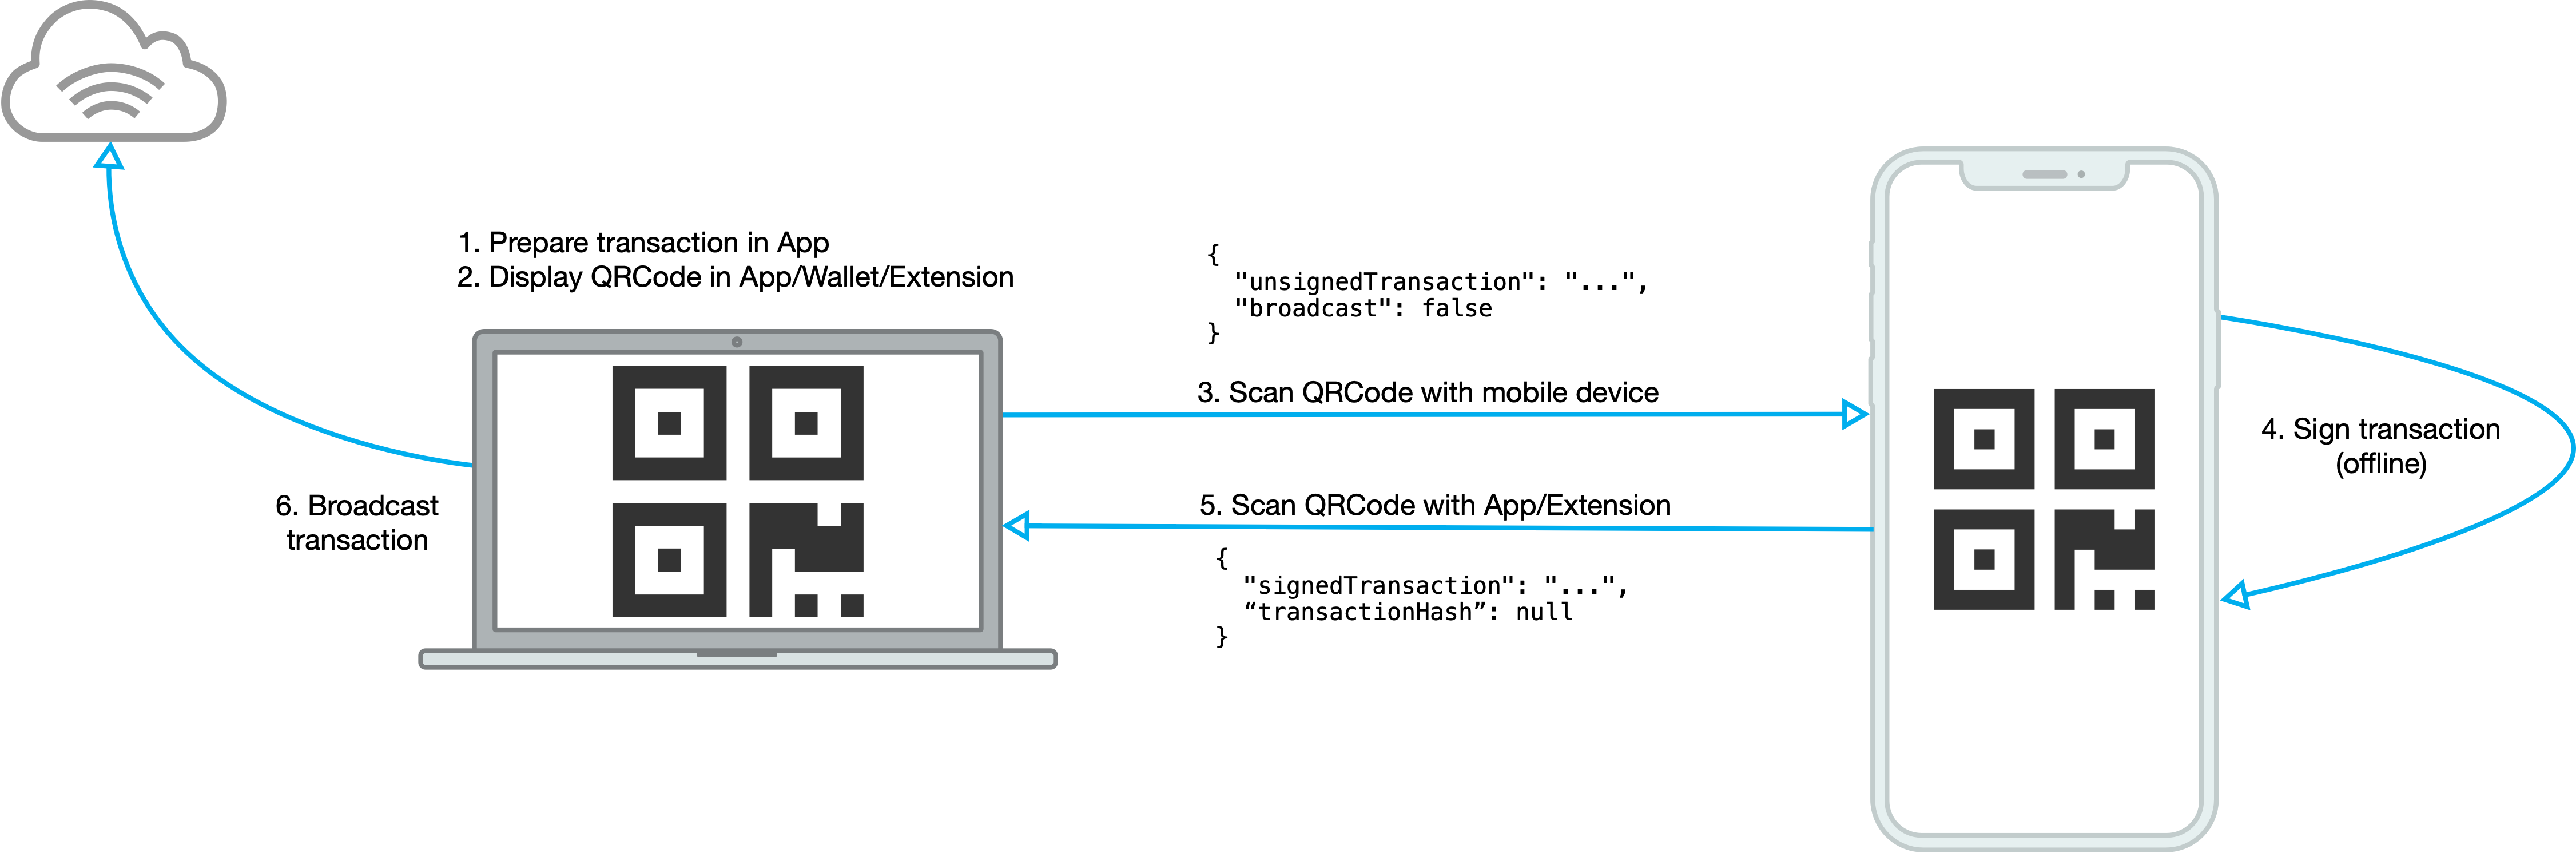 1. Prepare transaction in App
2. Display QRCode in App/Wallet/Extension
{
"unsignedTransaction": "...",
"broadcast": false
}
3. Scan QRCode with mobile device
4. Sign transaction
(offline)
5. Scan QRCode with App/Extension
{
"signedTransaction": "...",
“transactionHash”: null
}
6. Broadcast
transaction